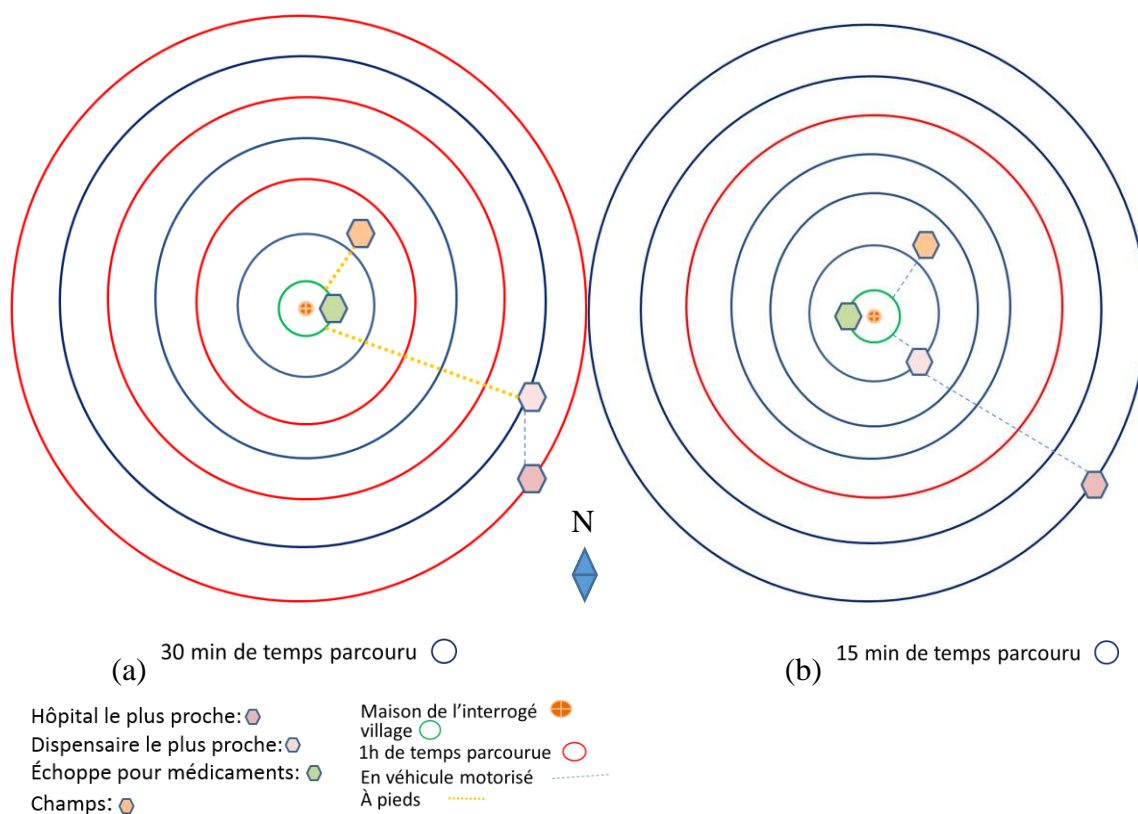 N
(a) 30 min de temps parcouru
(b) 15 min de temps parcouru
Hôpital le plus proche:
Dispensaire le plus proche:
Échoppe pour médicaments:
Champs:
Maison de l'interrogé
village
1h de temps parcourue
En véhicule motorisé
À pieds